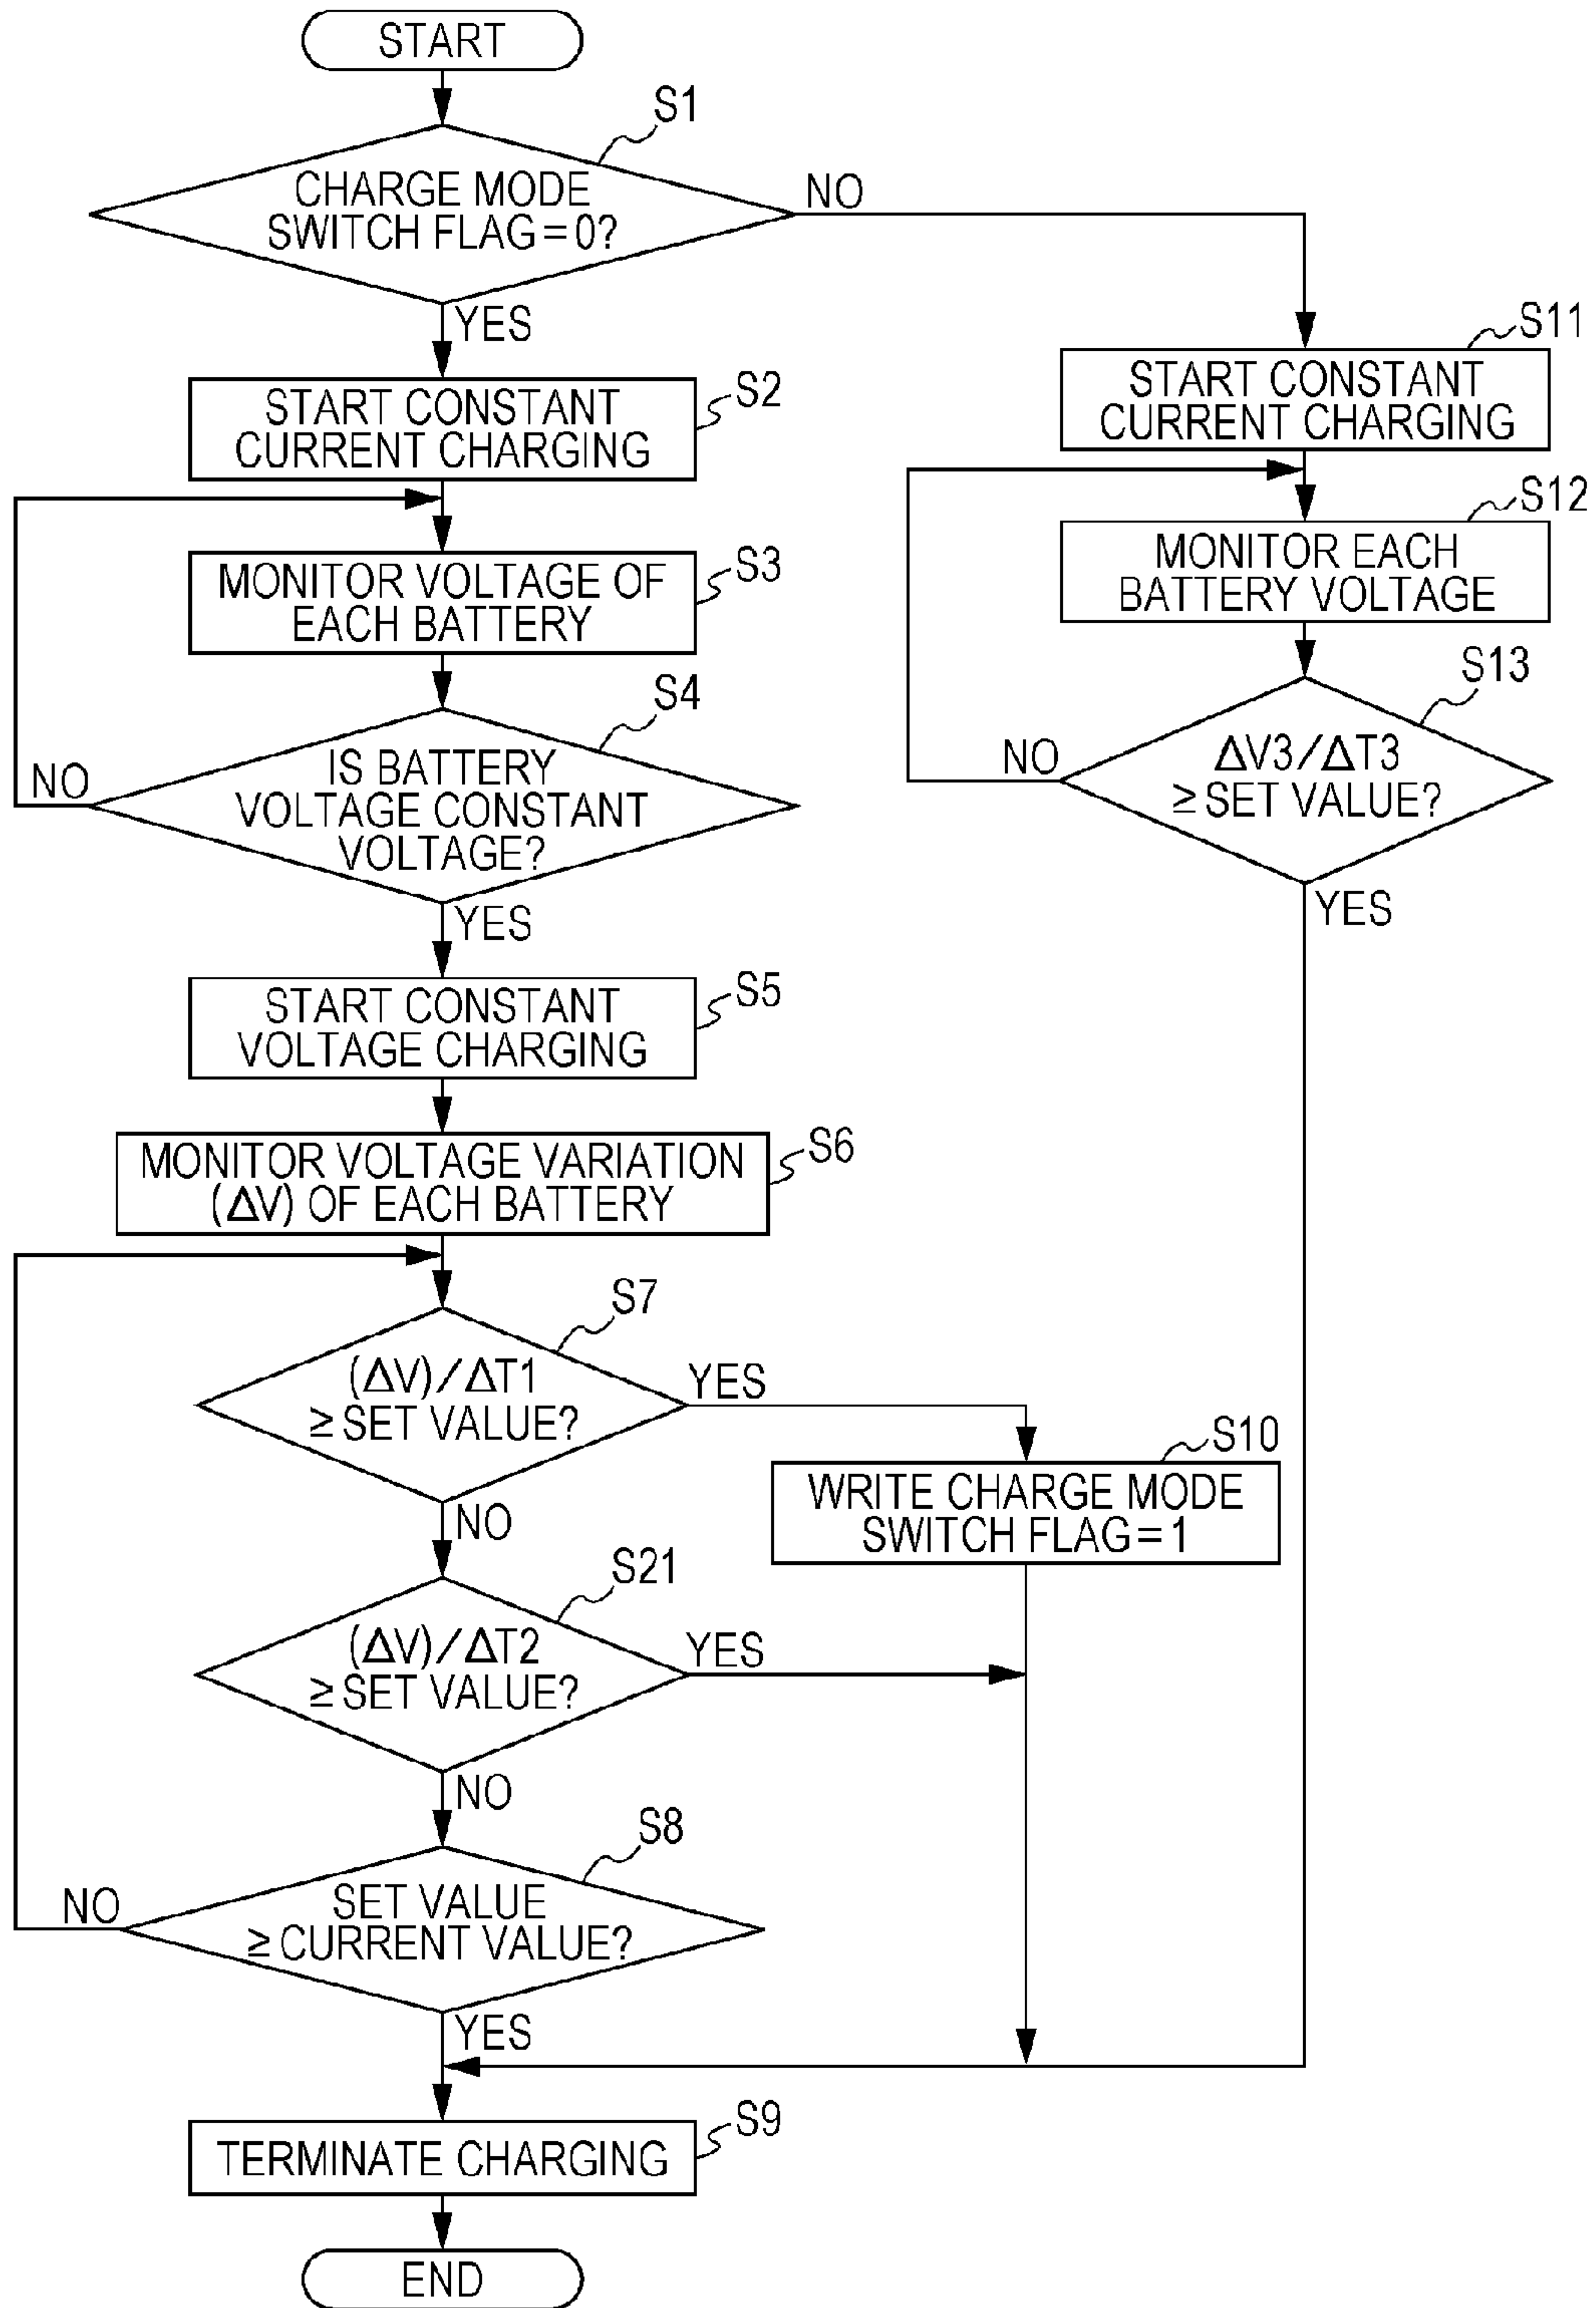 START
S1
CHARGE MODE
SWITCH FLAG = 0?
NO
YES
S2
START CONSTANT
CURRENT CHARGING
S3
MONITOR VOLTAGE OF
EACH BATTERY
S4
IS BATTERY
VOLTAGE CONSTANT
VOLTAGE?
NO
YES
S5
START CONSTANT
VOLTAGE CHARGING
S6
MONITOR VOLTAGE VARIATION
(ΔV) OF EACH BATTERY
S7
(ΔV)/ΔT1
≥ SET VALUE?
YES
NO
S10
WRITE CHARGE MODE
SWITCH FLAG = 1
S21
(ΔV)/ΔT2
≥ SET VALUE?
YES
NO
S8
SET VALUE
≥ CURRENT VALUE?
NO
YES
S9
TERMINATE CHARGING
END
S11
START CONSTANT
CURRENT CHARGING
S12
MONITOR EACH
BATTERY VOLTAGE
S13
ΔV3/ΔT3
≥ SET VALUE?
NO
YES